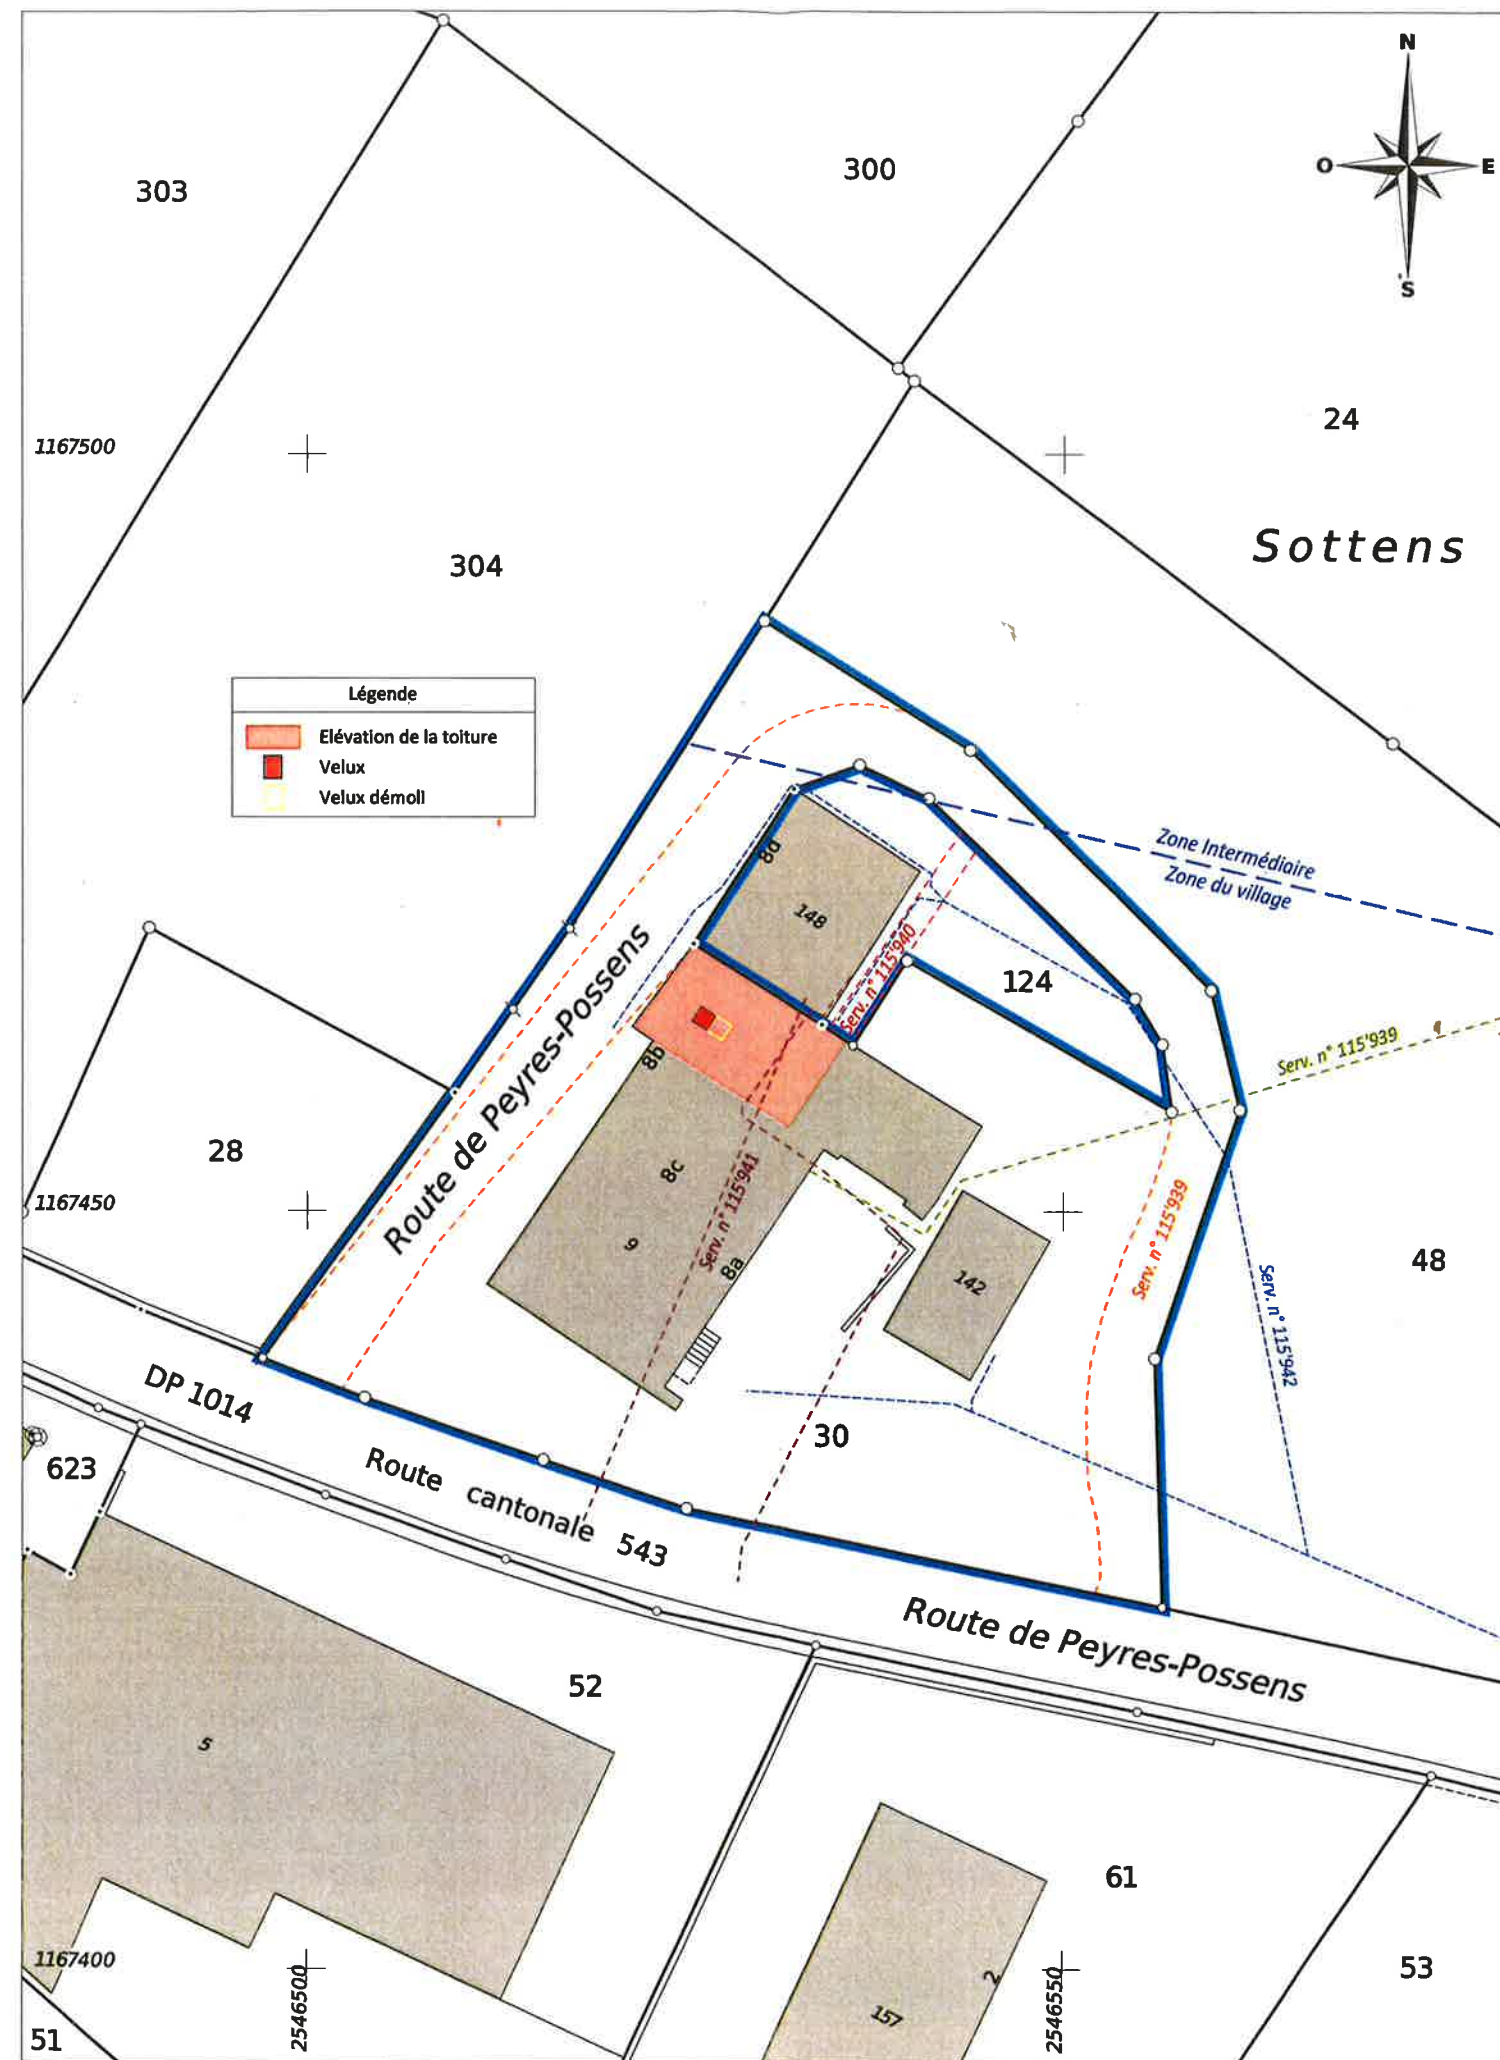 N
O
E
S
303
300
24
1167500
304
Sottens
Légende
Elévation de la toiture
Velux
Velux démoli
Zone Intermédiaire
Zone du village
8d
148
Serv. n° 115'940
124
Route de Peyres-Possens
8b
Serv. n° 115'939
28
8c
Serv. n° 115'941
1167450
9
8a
142
Serv. n° 115'939
48
Serv. n° 115'942
DP 1014
30
623
Route cantonale 543
Route de Peyres-Possens
52
5
61
1167400
2546500
2
2546550
53
157
51